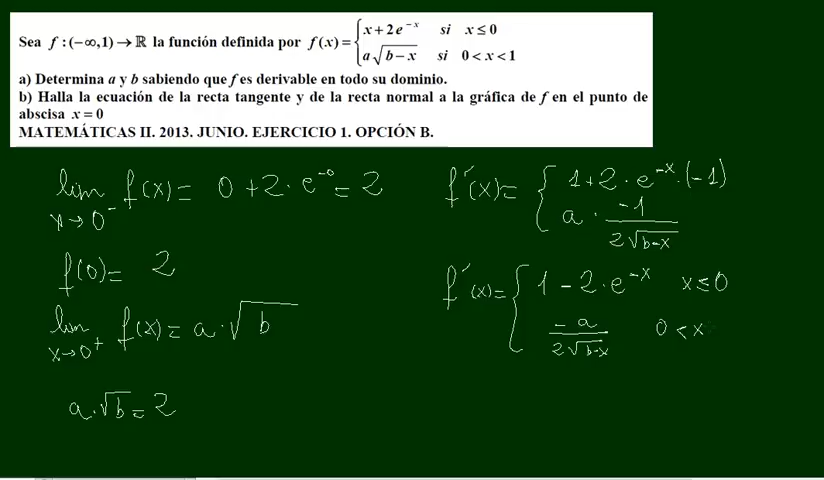 Sea f : (−∞,1) → ℝ la función definida por f(x) = { x + 2e⁻ˣ si x ≤ 0
a√(b − x) si 0 < x < 1
a) Determina a y b sabiendo que f es derivable en todo su dominio.
b) Halla la ecuación de la recta tangente y de la recta normal a la gráfica de f en el punto de
abscisa x = 0
MATEMÁTICAS II. 2013. JUNIO. EJERCICIO 1. OPCIÓN B.
lim x→0⁻ f(x) = 0 + 2 · e⁻⁰ = 2
f(0) = 2
lim x→0⁺ f(x) = a · √b
a · √b = 2
f'(x) = { 1 + 2 · e⁻ˣ · (−1)
a · −1 / 2√(b−x)
f'(x) = { 1 − 2 · e⁻ˣ x ≤ 0
−a / 2√(b−x) 0 < x